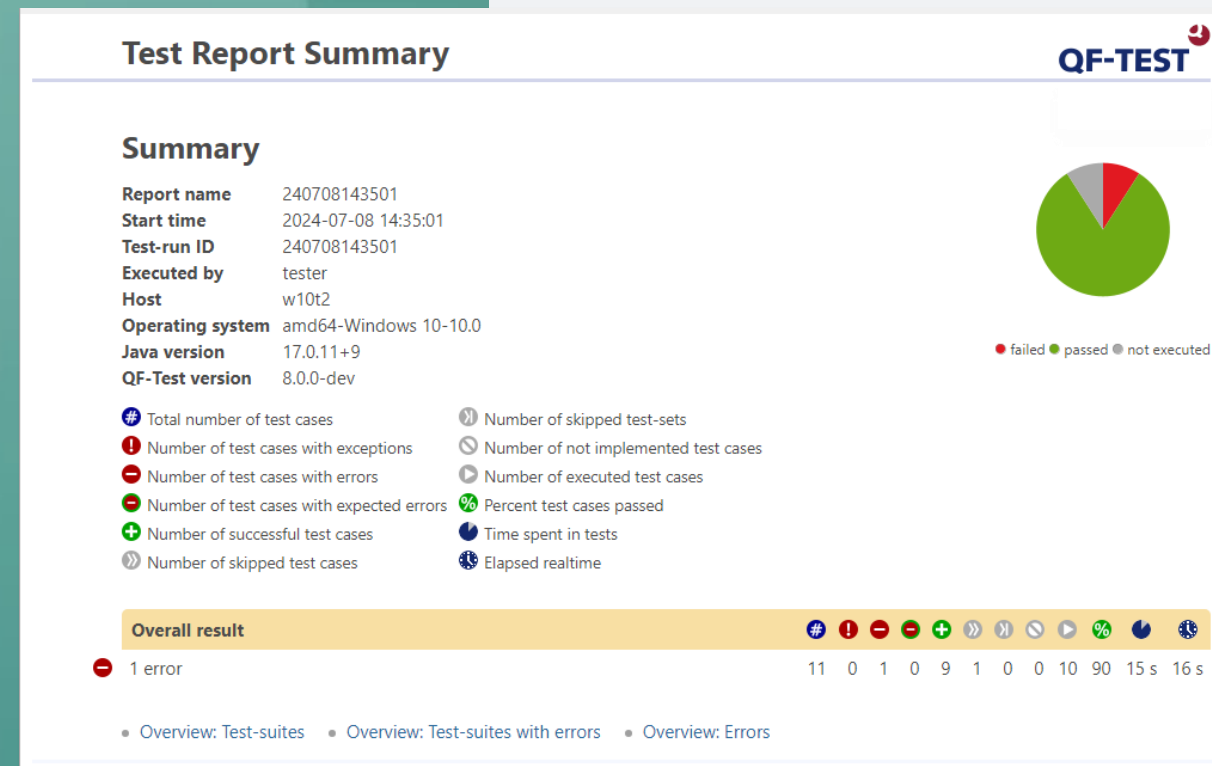 Test Report Summary
QF-TEST
Summary
Report name 240708143501
Start time 2024-07-08 14:35:01
Test-run ID 240708143501
Executed by tester
Host w10t2
Operating system amd64-Windows 10-10.0
Java version 17.0.11+9
QF-Test version 8.0.0-dev
failed passed not executed
# Total number of test cases
Number of skipped test-sets
! Number of test cases with exceptions
Number of not implemented test cases
Number of test cases with errors
Number of executed test cases
Number of test cases with expected errors
% Percent test cases passed
Number of successful test cases
Time spent in tests
Number of skipped test cases
Elapsed realtime
Overall result # ! %
1 error 11 0 1 0 9 1 0 0 10 90 15 s 16 s
Overview: Test-suites Overview: Test-suites with errors Overview: Errors